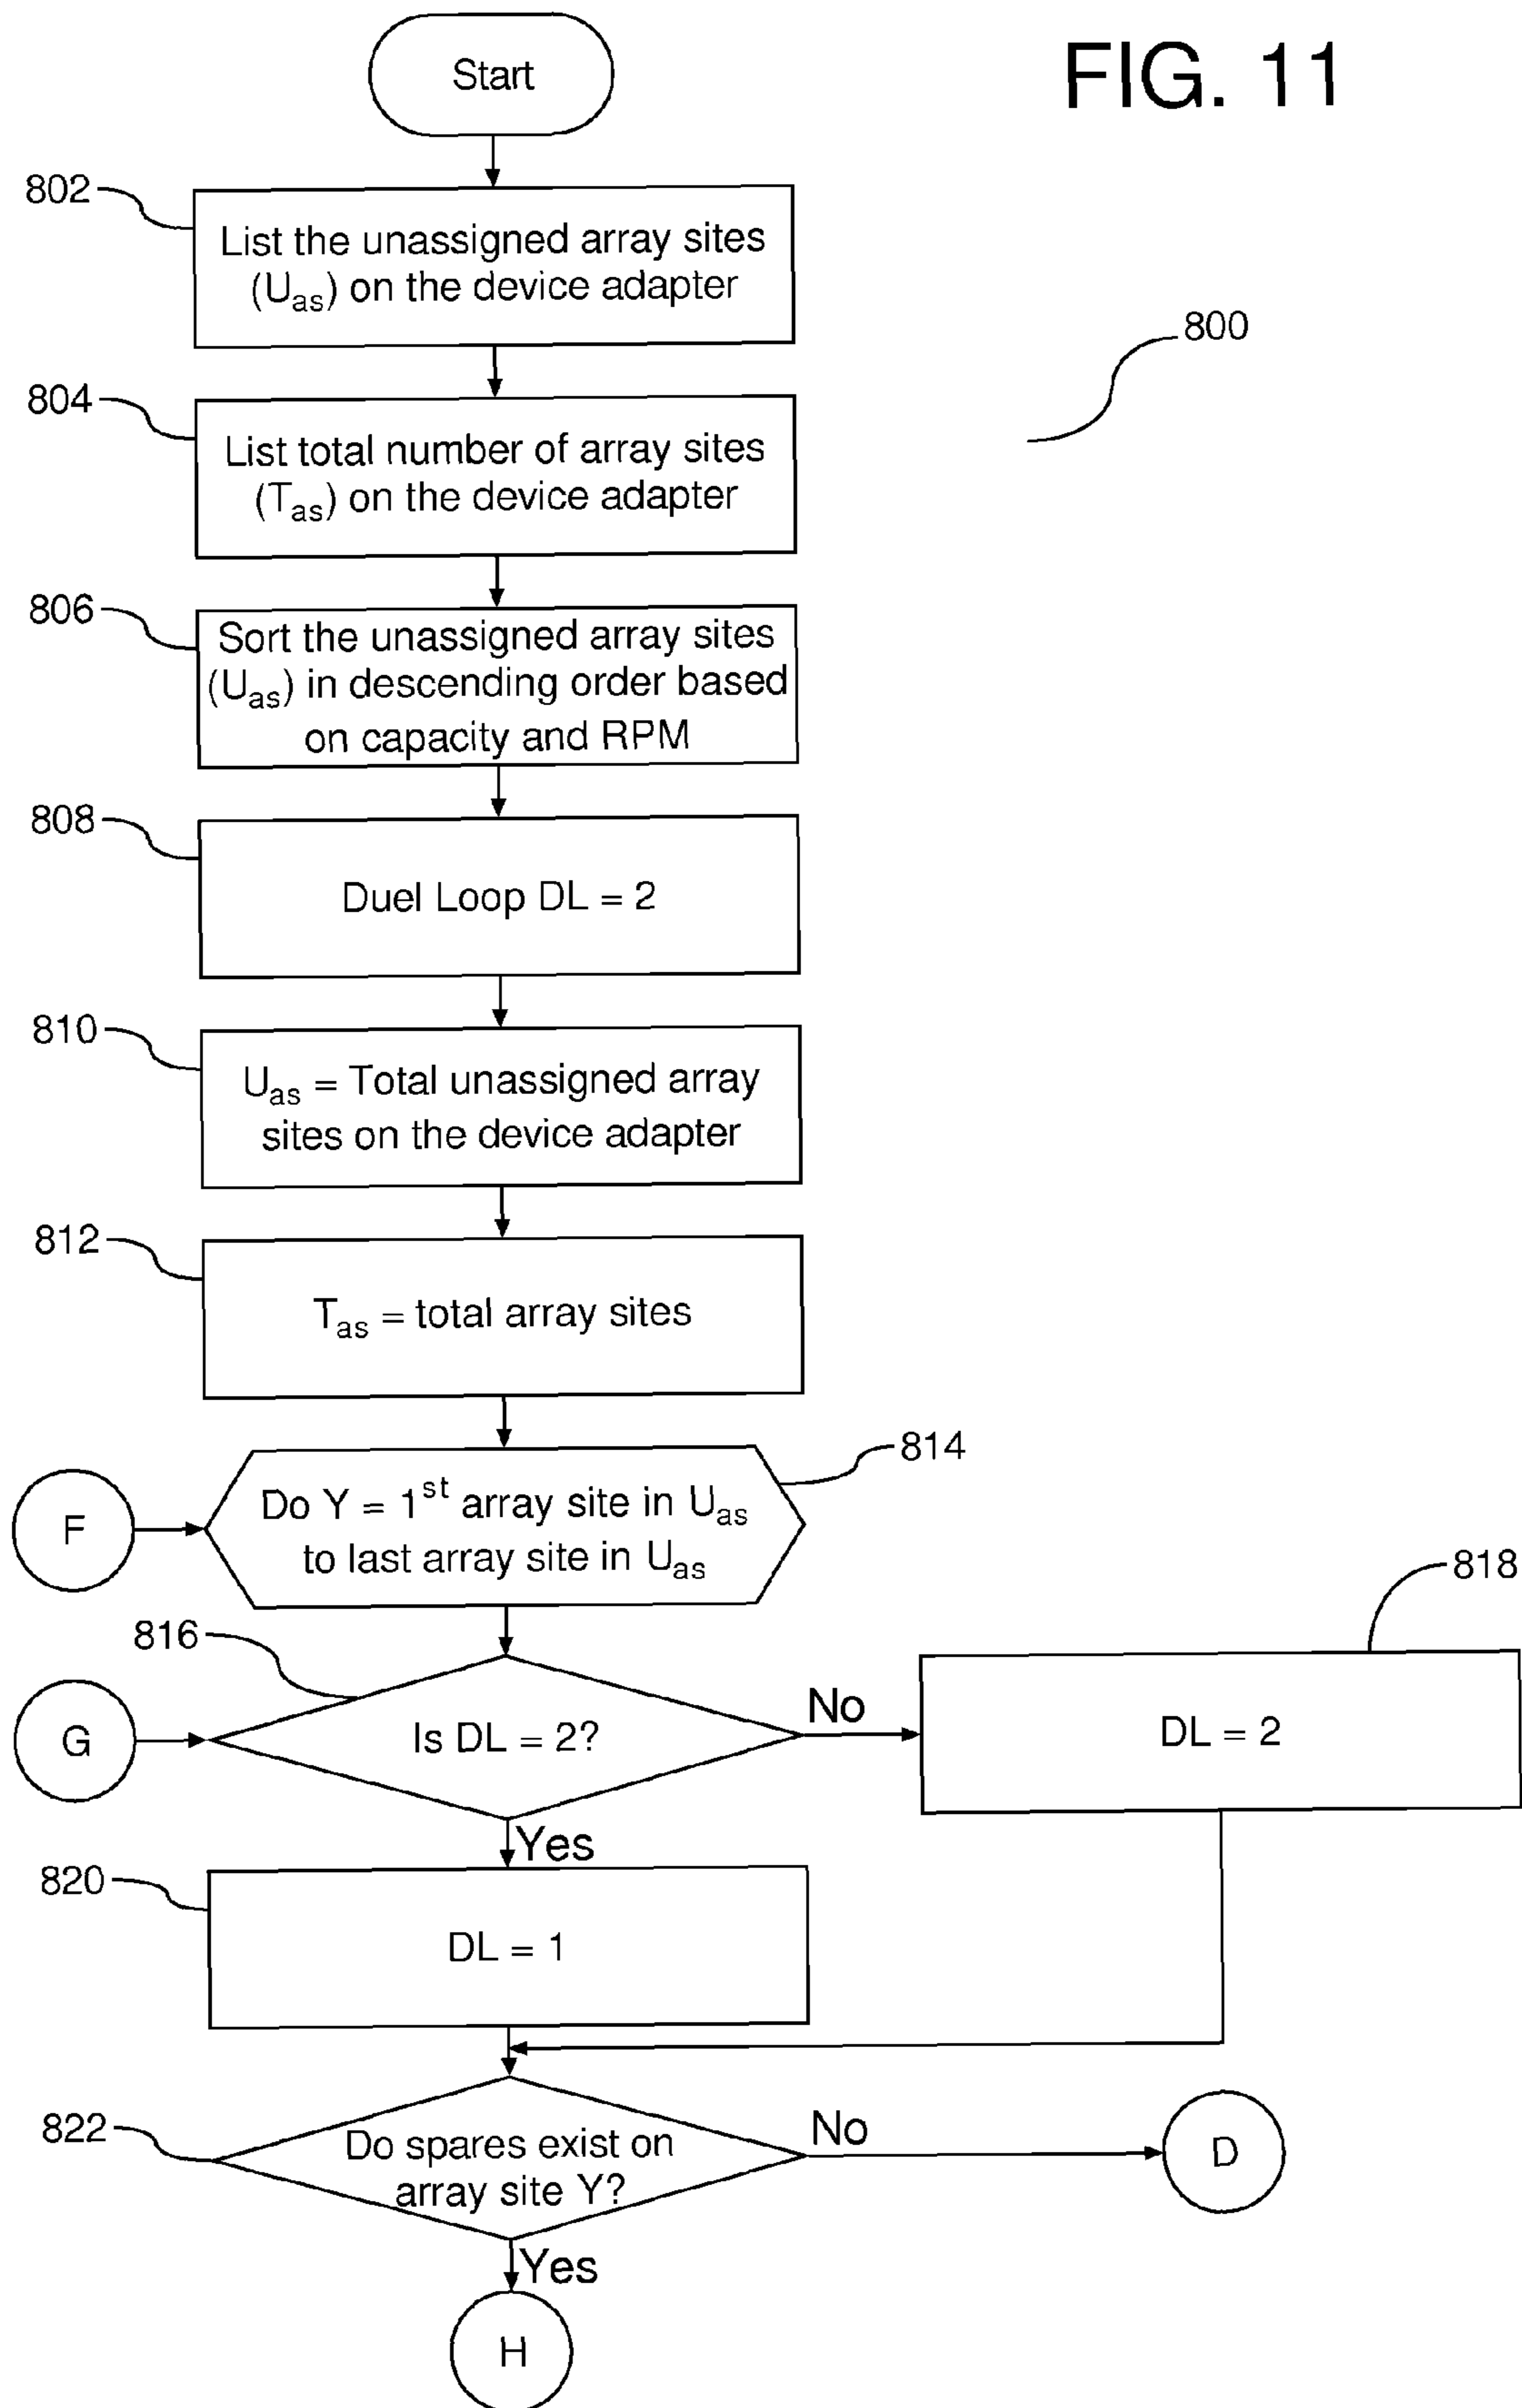 FIG. 11
Start
802
List the unassigned array sites
(Uas) on the device adapter
800
804
List total number of array sites
(Tas) on the device adapter
806
Sort the unassigned array sites
(Uas) in descending order based
on capacity and RPM
808
Duel Loop DL = 2
810
Uas = Total unassigned array
sites on the device adapter
812
Tas = total array sites
814
F
Do Y = 1st array site in Uas
to last array site in Uas
818
816
G
Is DL = 2?
No
DL = 2
Yes
820
DL = 1
822
Do spares exist on
array site Y?
No
D
Yes
H